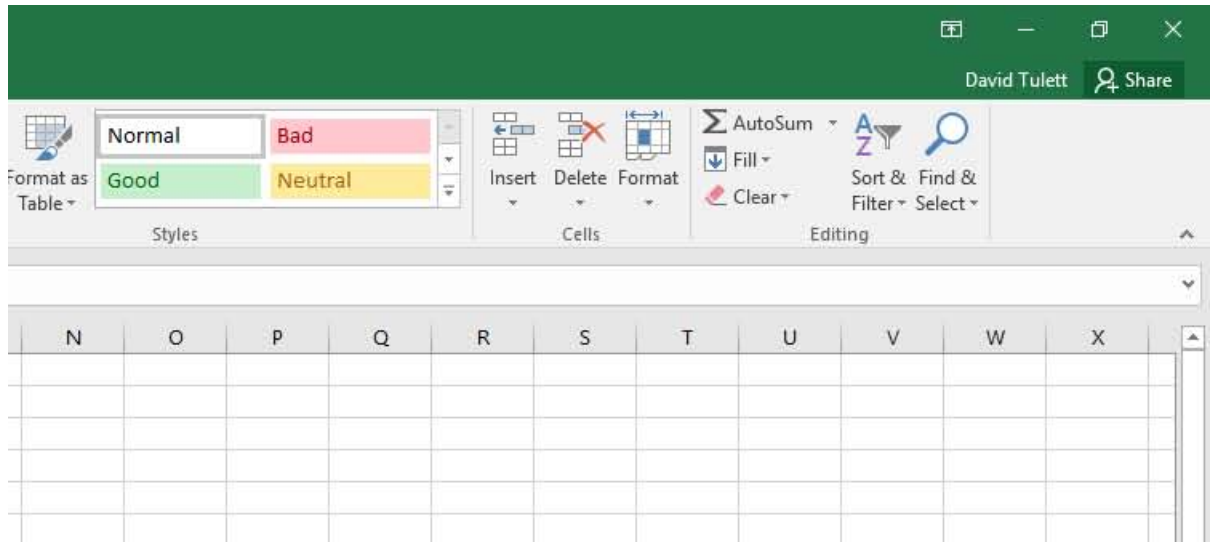 David Tulett Share
Normal Bad
Good Neutral
Format as
Table
Styles
Insert Delete Format
Cells
AutoSum
Fill
Clear
Sort &
Filter
Find &
Select
Editing
N O P Q R S T U V W X